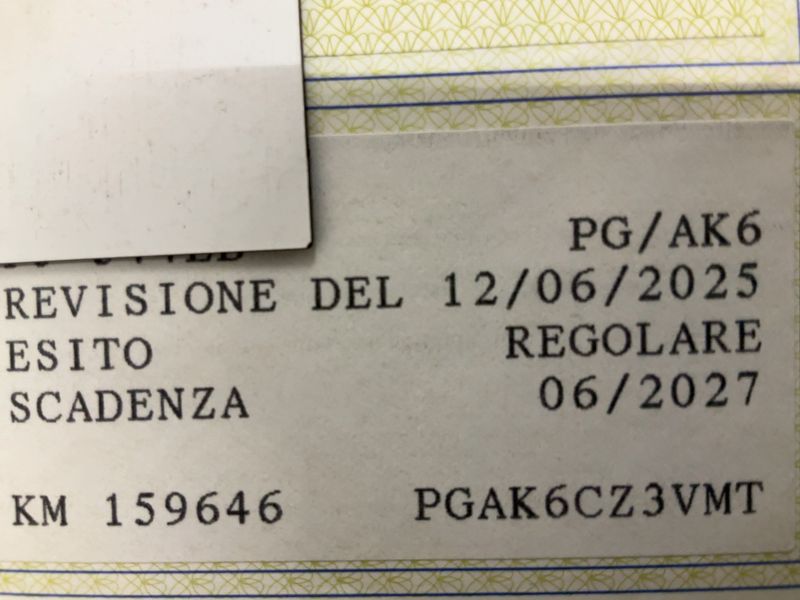 PG/AK6
REVISIONE DEL 12/06/2025
ESITO REGOLARE
SCADENZA 06/2027
KM 159646 PGAK6CZ3VMT